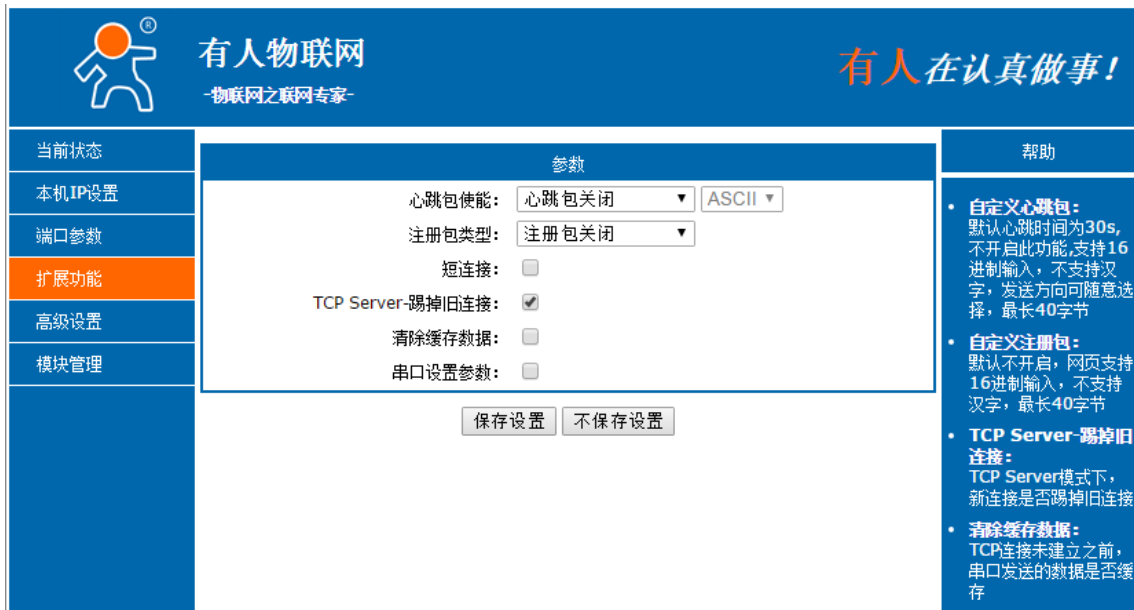 ®
有人物联网
-物联网之联网专家-
有人在认真做事!
当前状态
本机IP设置
端口参数
扩展功能
高级设置
模块管理
参数
心跳包使能: 心跳包关闭 ASCII
注册包类型: 注册包关闭
短连接:
TCP Server-踢掉旧连接:
清除缓存数据:
串口设置参数:
保存设置 不保存设置
帮助
• 自定义心跳包:
默认心跳时间为30s,
不开启此功能,支持16
进制输入，不支持汉
字，发送方向可随意选
择，最长40字节
• 自定义注册包:
默认不开启，网页支持
16进制输入，不支持
汉字，最长40字节
• TCP Server-踢掉旧
连接:
TCP Server模式下，
新连接是否踢掉旧连接
• 清除缓存数据:
TCP连接未建立之前，
串口发送的数据是否缓
存